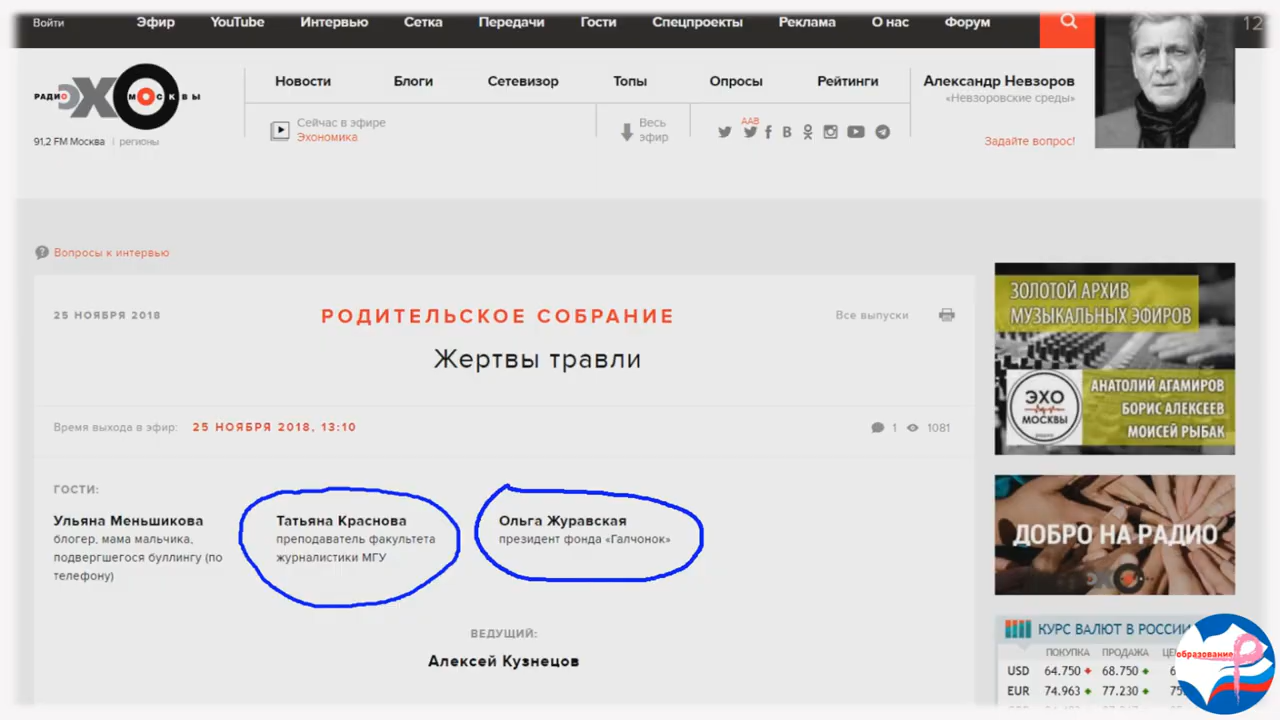 Войти
Эфир YouTube Интервью Сетка Передачи Гости Спецпроекты Реклама О нас Форум
12
РАДИО ЭХО МОСКВЫ
91,2 FM Москва | регионы
Новости Блоги Сетевизор Топы Опросы Рейтинги
Сейчас в эфире
Экономика
Весь
эфир
ААВ
Александр Невзоров
«Невзоровские среды»
Задайте вопрос!
Вопросы к интервью
25 НОЯБРЯ 2018
РОДИТЕЛЬСКОЕ СОБРАНИЕ
Все выпуски
Жертвы травли
Время выхода в эфир: 25 НОЯБРЯ 2018, 13:10
1 1081
ГОСТИ:
Ульяна Меньшикова
блогер, мама мальчика,
подвергшегося буллингу (по
телефону)
Татьяна Краснова
преподаватель факультета
журналистики МГУ
Ольга Журавская
президент фонда «Галчонок»
ВЕДУЩИЙ:
Алексей Кузнецов
ЗОЛОТОЙ АРХИВ
МУЗЫКАЛЬНЫХ ЭФИРОВ
ЭХО
МОСКВЫ
АНАТОЛИЙ АГАМИРОВ
БОРИС АЛЕКСЕЕВ
МОИСЕЙ РЫБАК
ДОБРО НА РАДИО
КУРС ВАЛЮТ В РОССИИ
ПОКУПКА ПРОДАЖА
USD 64.750 68.750
EUR 74.963 77.230
образование